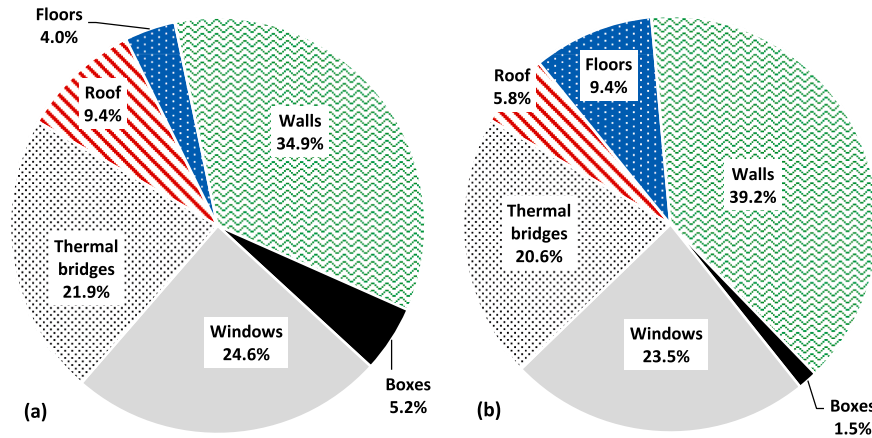 Floors
4.0%
Roof
9.4%
Walls
34.9%
Thermal
bridges
21.9%
Windows
24.6%
Boxes
5.2%
(a)
Floors
9.4%
Roof
5.8%
Walls
39.2%
Thermal
bridges
20.6%
Windows
23.5%
Boxes
1.5%
(b)